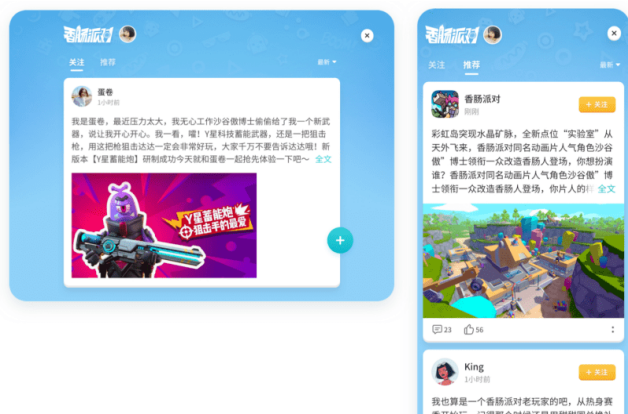 香肠派对
关注
推荐
最新
蛋卷
1小时前
我是蛋卷，最近压力太大，我无心工作沙谷傲博士偷偷给了我一个新武
器，说让我开心开心。我一看，嚯！Y星科技蓄能武器，还是一把狙击
枪，用这把枪狙击达达一定会非常好玩，大家千万不要告诉达达哦！新
版本【Y星蓄能炮】研制成功今天就和蛋卷一起抢先体验一下吧~ 全文
Y星蓄能炮
狙击手的最爱
香肠派对
关注
推荐
最新
香肠派对
刚刚
+ 关注
彩虹岛突现水晶矿脉，全新点位“实验室”从
天外飞来，香肠派对同名动画片人气角色沙谷
傲”博士领衔一众改造香肠人登场，你想扮演
谁？香肠派对同名动画片人气角色沙谷傲”博
士领衔一众改造香肠人登场，你片人的 全文
23
56
King
1小时前
+ 关注
我也算是一个香肠派对老玩家的吧，从热身赛